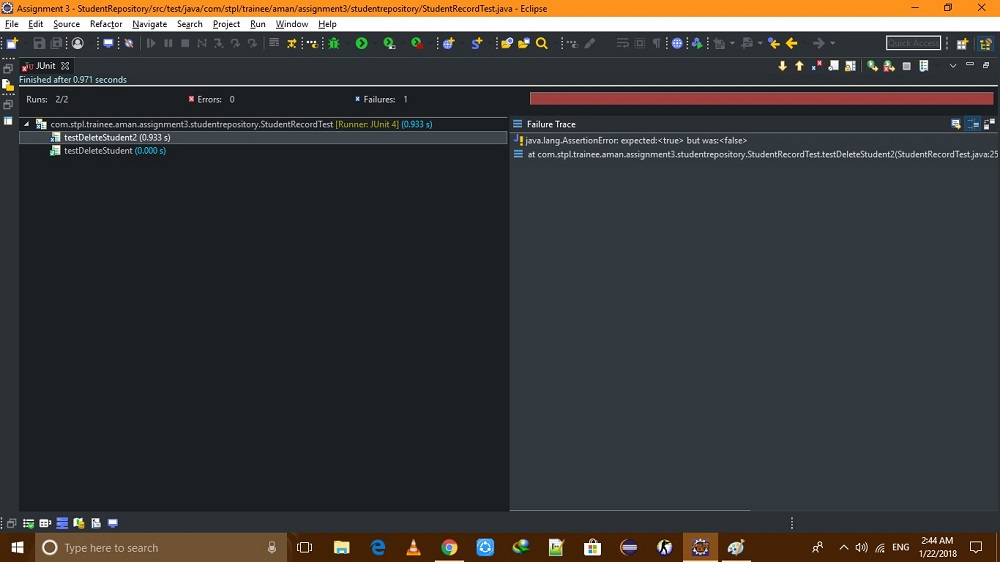 Assignment 3 - StudentRepository/src/test/java/com/stpl/trainee/aman/assignment3/studentrepository/StudentRecordTest.java - Eclipse
File Edit Source Refactor Navigate Search Project Run Window Help
Quick Access
JUnit
Finished after 0.971 seconds
Runs: 2/2 Errors: 0 Failures: 1
com.stpl.trainee.aman.assignment3.studentrepository.StudentRecordTest [Runner: JUnit 4] (0.933 s)
testDeleteStudent2 (0.933 s)
testDeleteStudent (0.000 s)
Failure Trace
java.lang.AssertionError: expected:<true> but was:<false>
at com.stpl.trainee.aman.assignment3.studentrepository.StudentRecordTest.testDeleteStudent2(StudentRecordTest.java:25
Type here to search
ENG
2:44 AM
1/22/2018